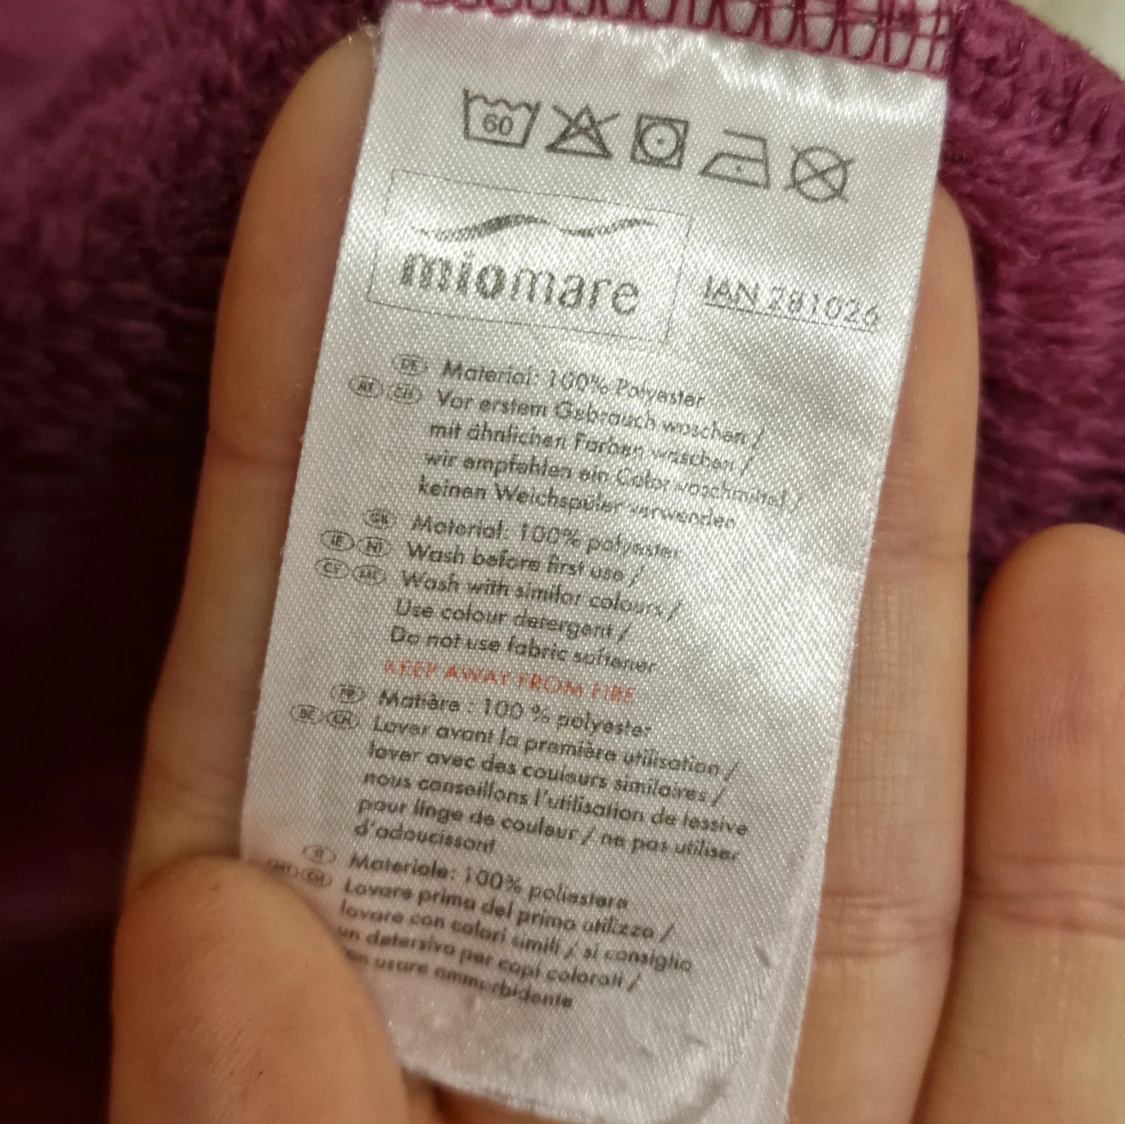 60
miomare
IAN 281026
DE Material: 100% Polyester
AT CH Vor erstem Gebrauch waschen /
mit ähnlichen Farben waschen /
wir empfehlen ein Colorwaschmittel /
keinen Weichspüler verwenden
GB Material: 100% polyester
IE NI Wash before first use /
CY Wash with similar colours /
Use colour detergent /
Do not use fabric softener
KEEP AWAY FROM FIRE
FR Matière : 100 % polyester
BE CH Laver avant la première utilisation /
laver avec des couleurs similaires /
nous conseillons l'utilisation de lessive
pour linge de couleur / ne pas utiliser
d'adoucissant
IT Materiale: 100% poliestere
CH Lavare prima del primo utilizzo /
lavare con colori simili / si consiglia
un detersivo per capi colorati /
usare ammorbidente